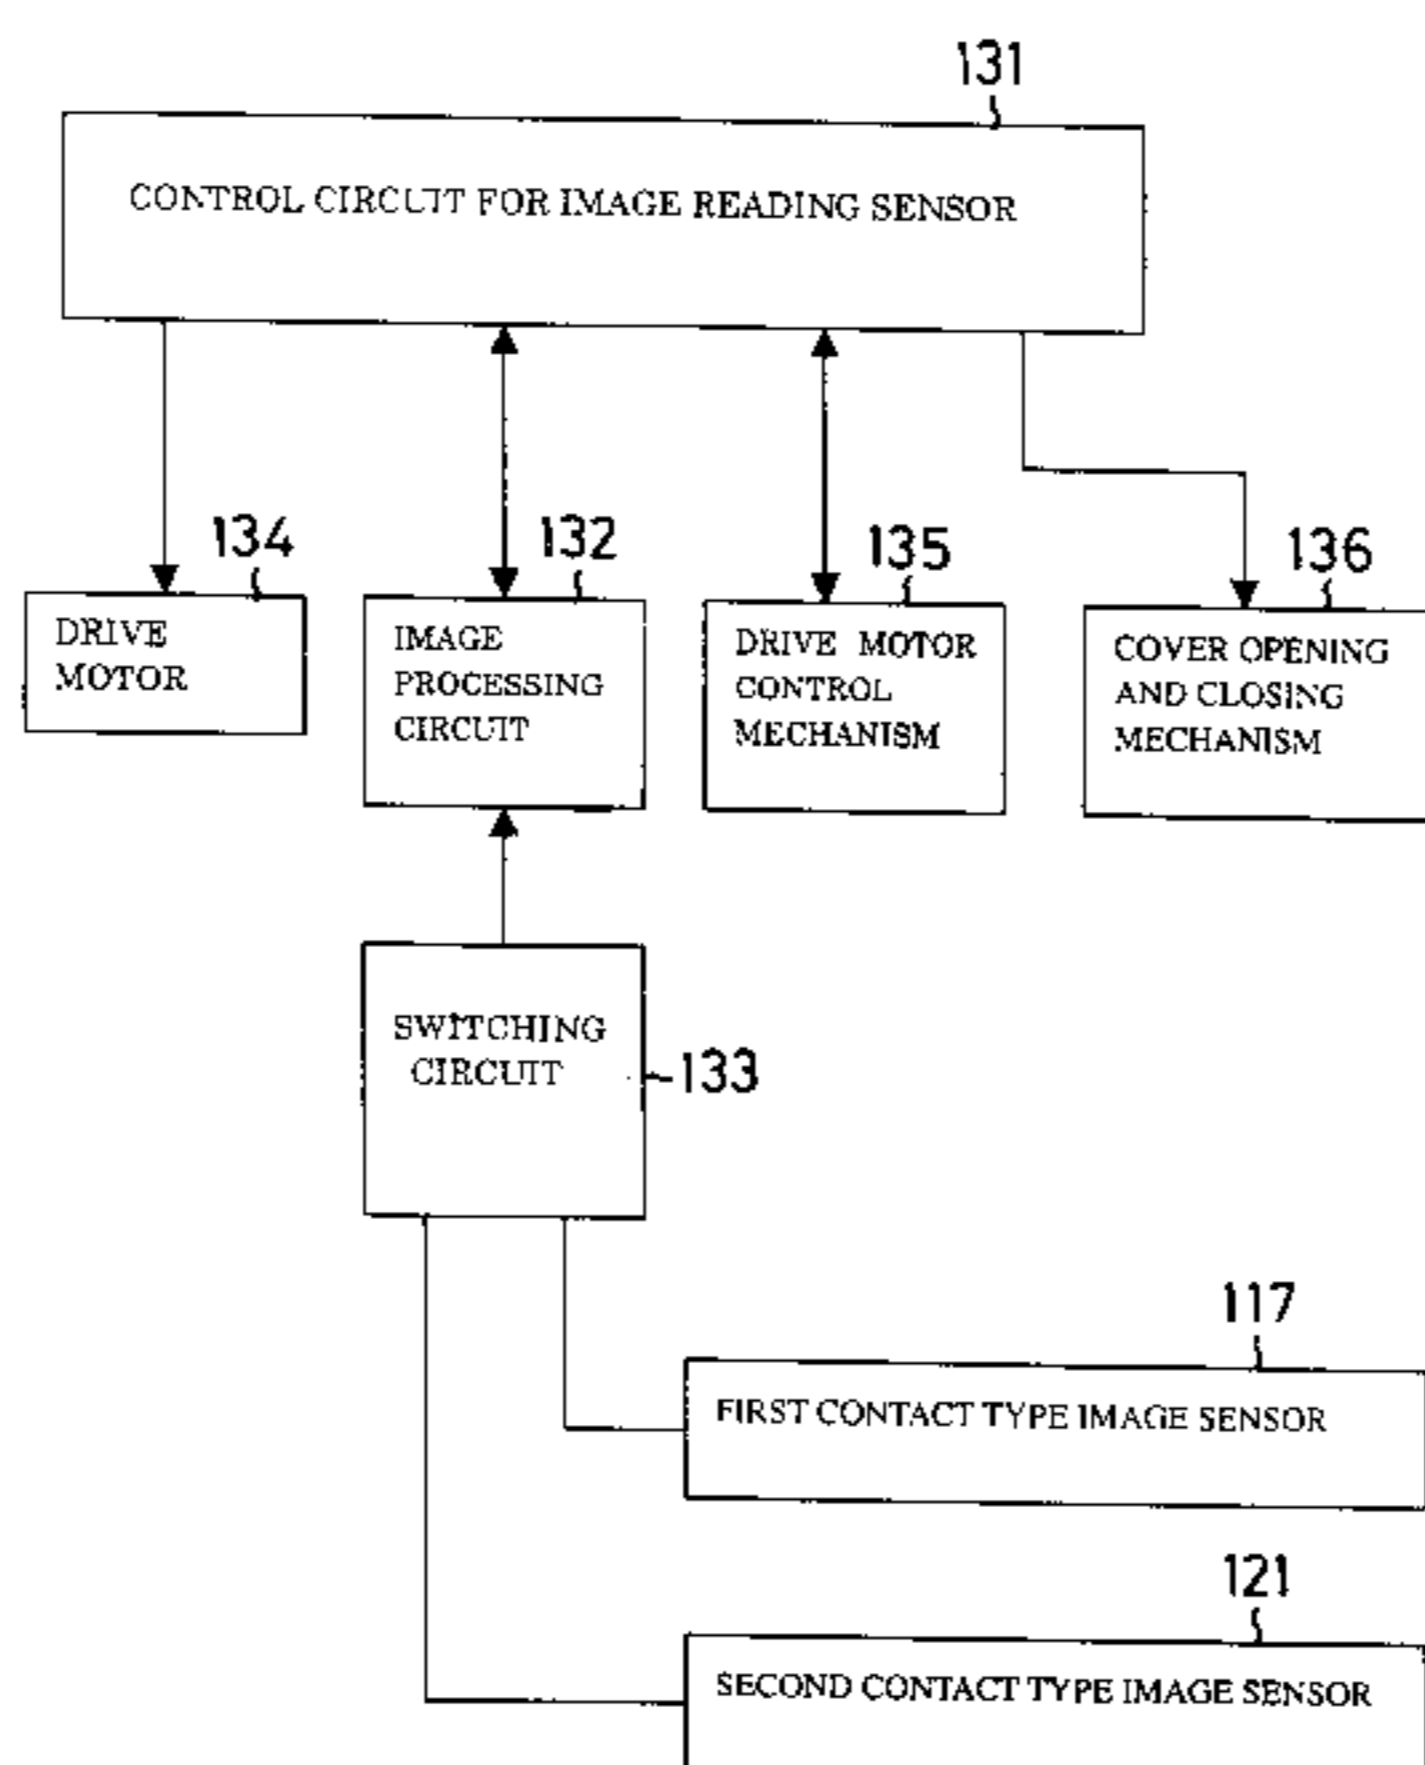 131
CONTROL CIRCUIT FOR IMAGE READING SENSOR
134
132
135
136
DRIVE
MOTOR
IMAGE
PROCESSING
CIRCUIT
DRIVE MOTOR
CONTROL
MECHANISM
COVER OPENING
AND CLOSING
MECHANISM
SWITCHING
CIRCUIT
133
117
FIRST CONTACT TYPE IMAGE SENSOR
121
SECOND CONTACT TYPE IMAGE SENSOR